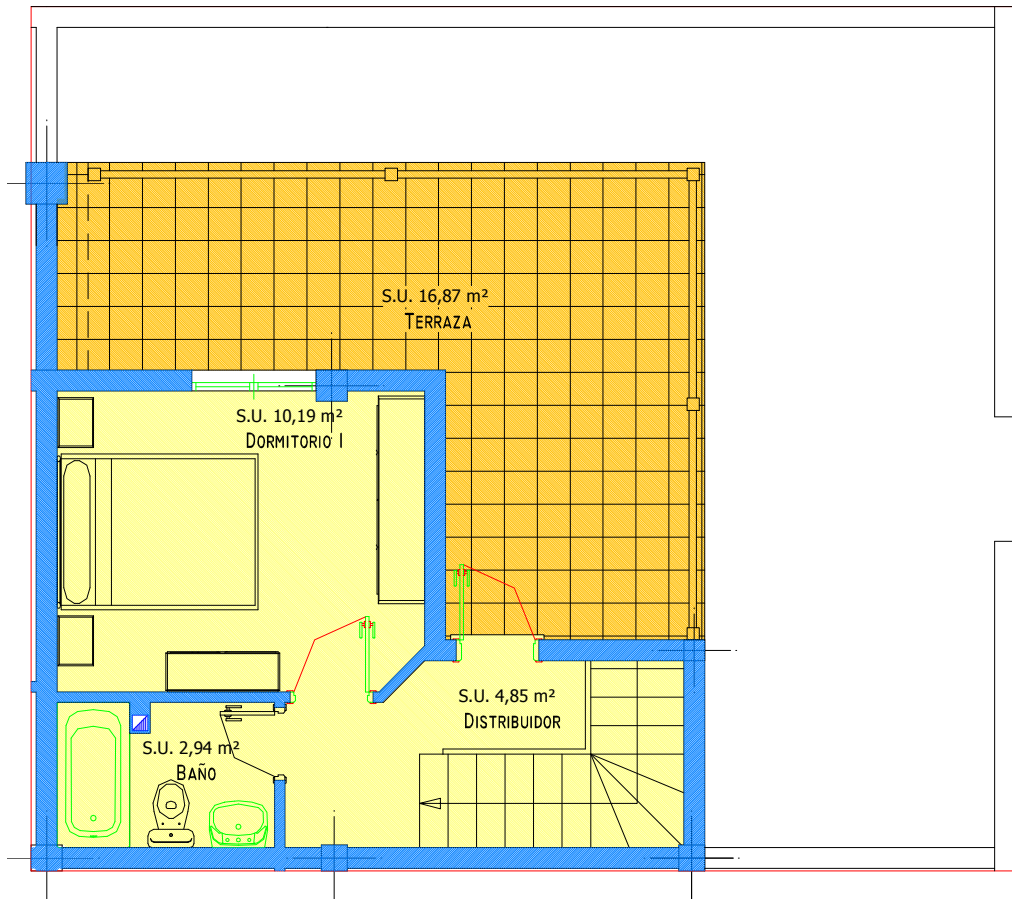 S.U. 16,87 m²
TERRAZA
S.U. 10,19 m²
DORMITORIO I
S.U. 4,85 m²
DISTRIBUIDOR
S.U. 2,94 m²
BAÑO